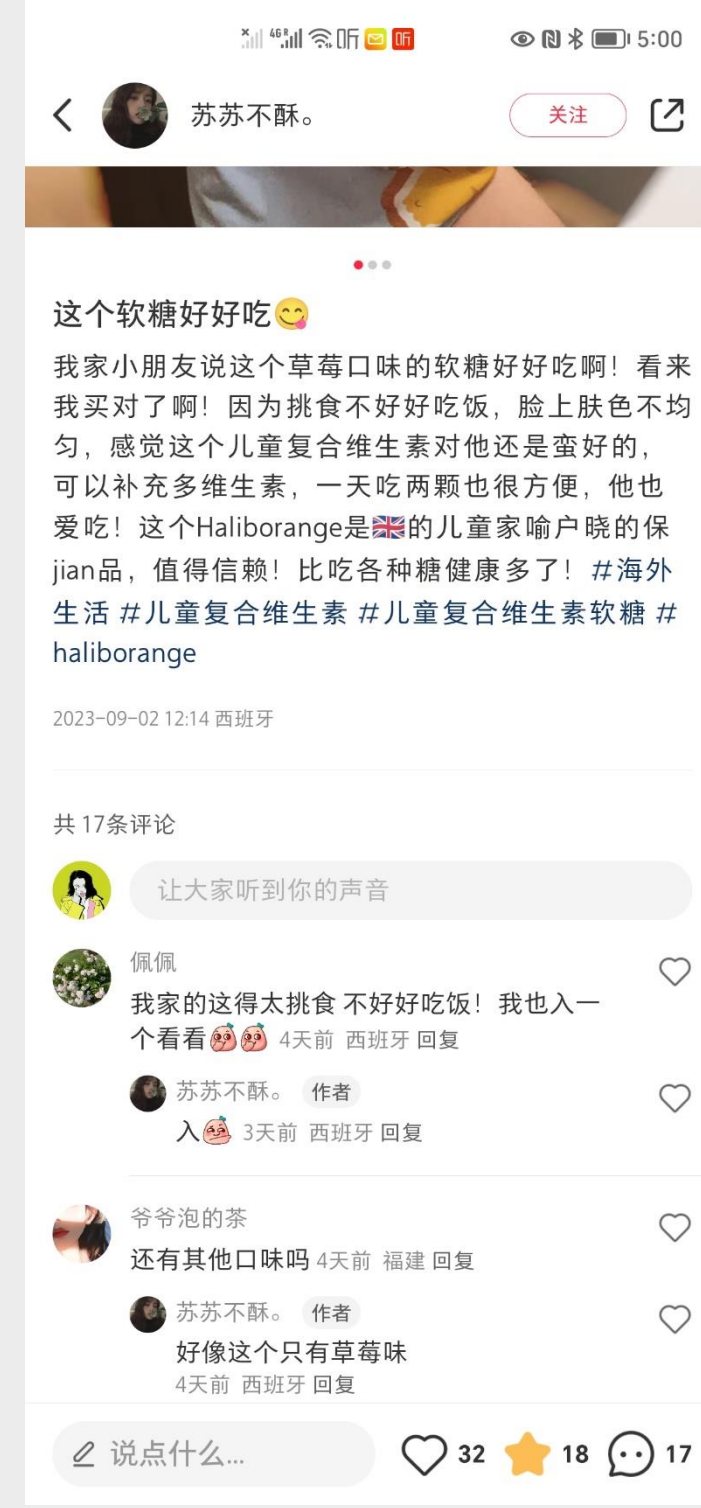 46R 听 听 5:00
苏苏不酥。 关注
这个软糖好好吃😋
我家小朋友说这个草莓口味的软糖好好吃啊！看来
我买对了啊！因为挑食不好好吃饭，脸上肤色不均
匀，感觉这个儿童复合维生素对他还是蛮好的，
可以补充多维生素，一天吃两颗也很方便，他也
爱吃！这个Haliborange是🇬🇧的儿童家喻户晓的保
jian品，值得信赖！比吃各种糖健康多了！#海外
生活 #儿童复合维生素 #儿童复合维生素软糖 #
haliborange
2023-09-02 12:14 西班牙
共 17条评论
让大家听到你的声音
佩佩
我家的这得太挑食 不好好吃饭！我也入一
个看看 4天前 西班牙 回复
苏苏不酥。 作者
入 3天前 西班牙 回复
爷爷泡的茶
还有其他口味吗 4天前 福建 回复
苏苏不酥。 作者
好像这个只有草莓味
4天前 西班牙 回复
说点什么... 32 18 17